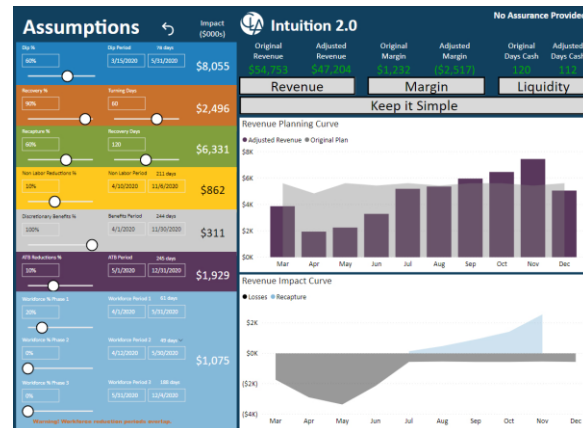 Assumptions
Impact
($000s)
Dip %
Dip Period
76 days
60%
3/15/2020
5/31/2020
$8,055
Recovery %
Turning Days
90%
60
$2,496
Recapture %
Recovery Days
60%
120
$6,331
Non Labor Reductions %
Non Labor Period
211 days
10%
4/10/2020
11/6/2020
$862
Discretionary Benefits %
Benefits Period
244 days
100%
4/1/2020
11/30/2020
$311
ATB Reductions %
ATB Period
245 days
10%
5/1/2020
12/31/2020
$1,929
Workforce % Phase 1
Workforce Period 1
61 days
20%
4/1/2020
5/31/2020
Workforce % Phase 2
Workforce Period 2
49 days
0%
4/12/2020
5/30/2020
$1,075
Workforce % Phase 3
Workforce Period 3
188 days
0%
5/31/2020
12/4/2020
Warning! Workforce reduction periods overlap.
Intuition 2.0
No Assurance Provided
Original
Revenue
Adjusted
Revenue
Original
Margin
Adjusted
Margin
Original
Days Cash
Adjusted
Days Cash
$54,753
$47,204
$1,232
($2,517)
120
112
Revenue
Margin
Liquidity
Keep it Simple
Revenue Planning Curve
Adjusted Revenue
Original Plan
$8K
$6K
$4K
$2K
$0K
Mar Apr May Jun Jul Aug Sep Oct Nov Dec
Revenue Impact Curve
Losses
Recapture
$2K
$0K
($2K)
($4K)
Mar Apr May Jun Jul Aug Sep Oct Nov Dec